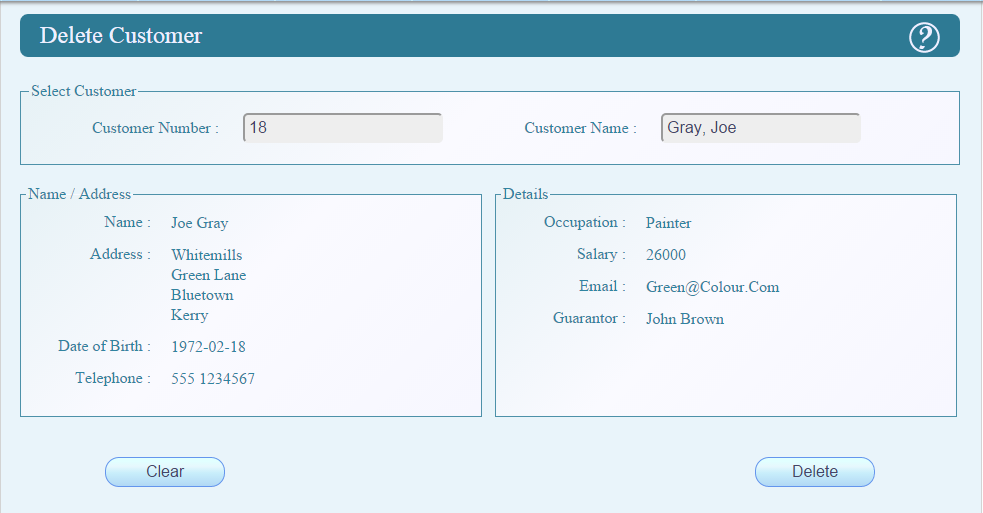 Delete Customer ?
Select Customer
Customer Number : 18 Customer Name : Gray, Joe
Name / Address
Name : Joe Gray
Address : Whitemills
Green Lane
Bluetown
Kerry
Date of Birth : 1972-02-18
Telephone : 555 1234567
Details
Occupation : Painter
Salary : 26000
Email : Green@Colour.Com
Guarantor : John Brown
Clear Delete